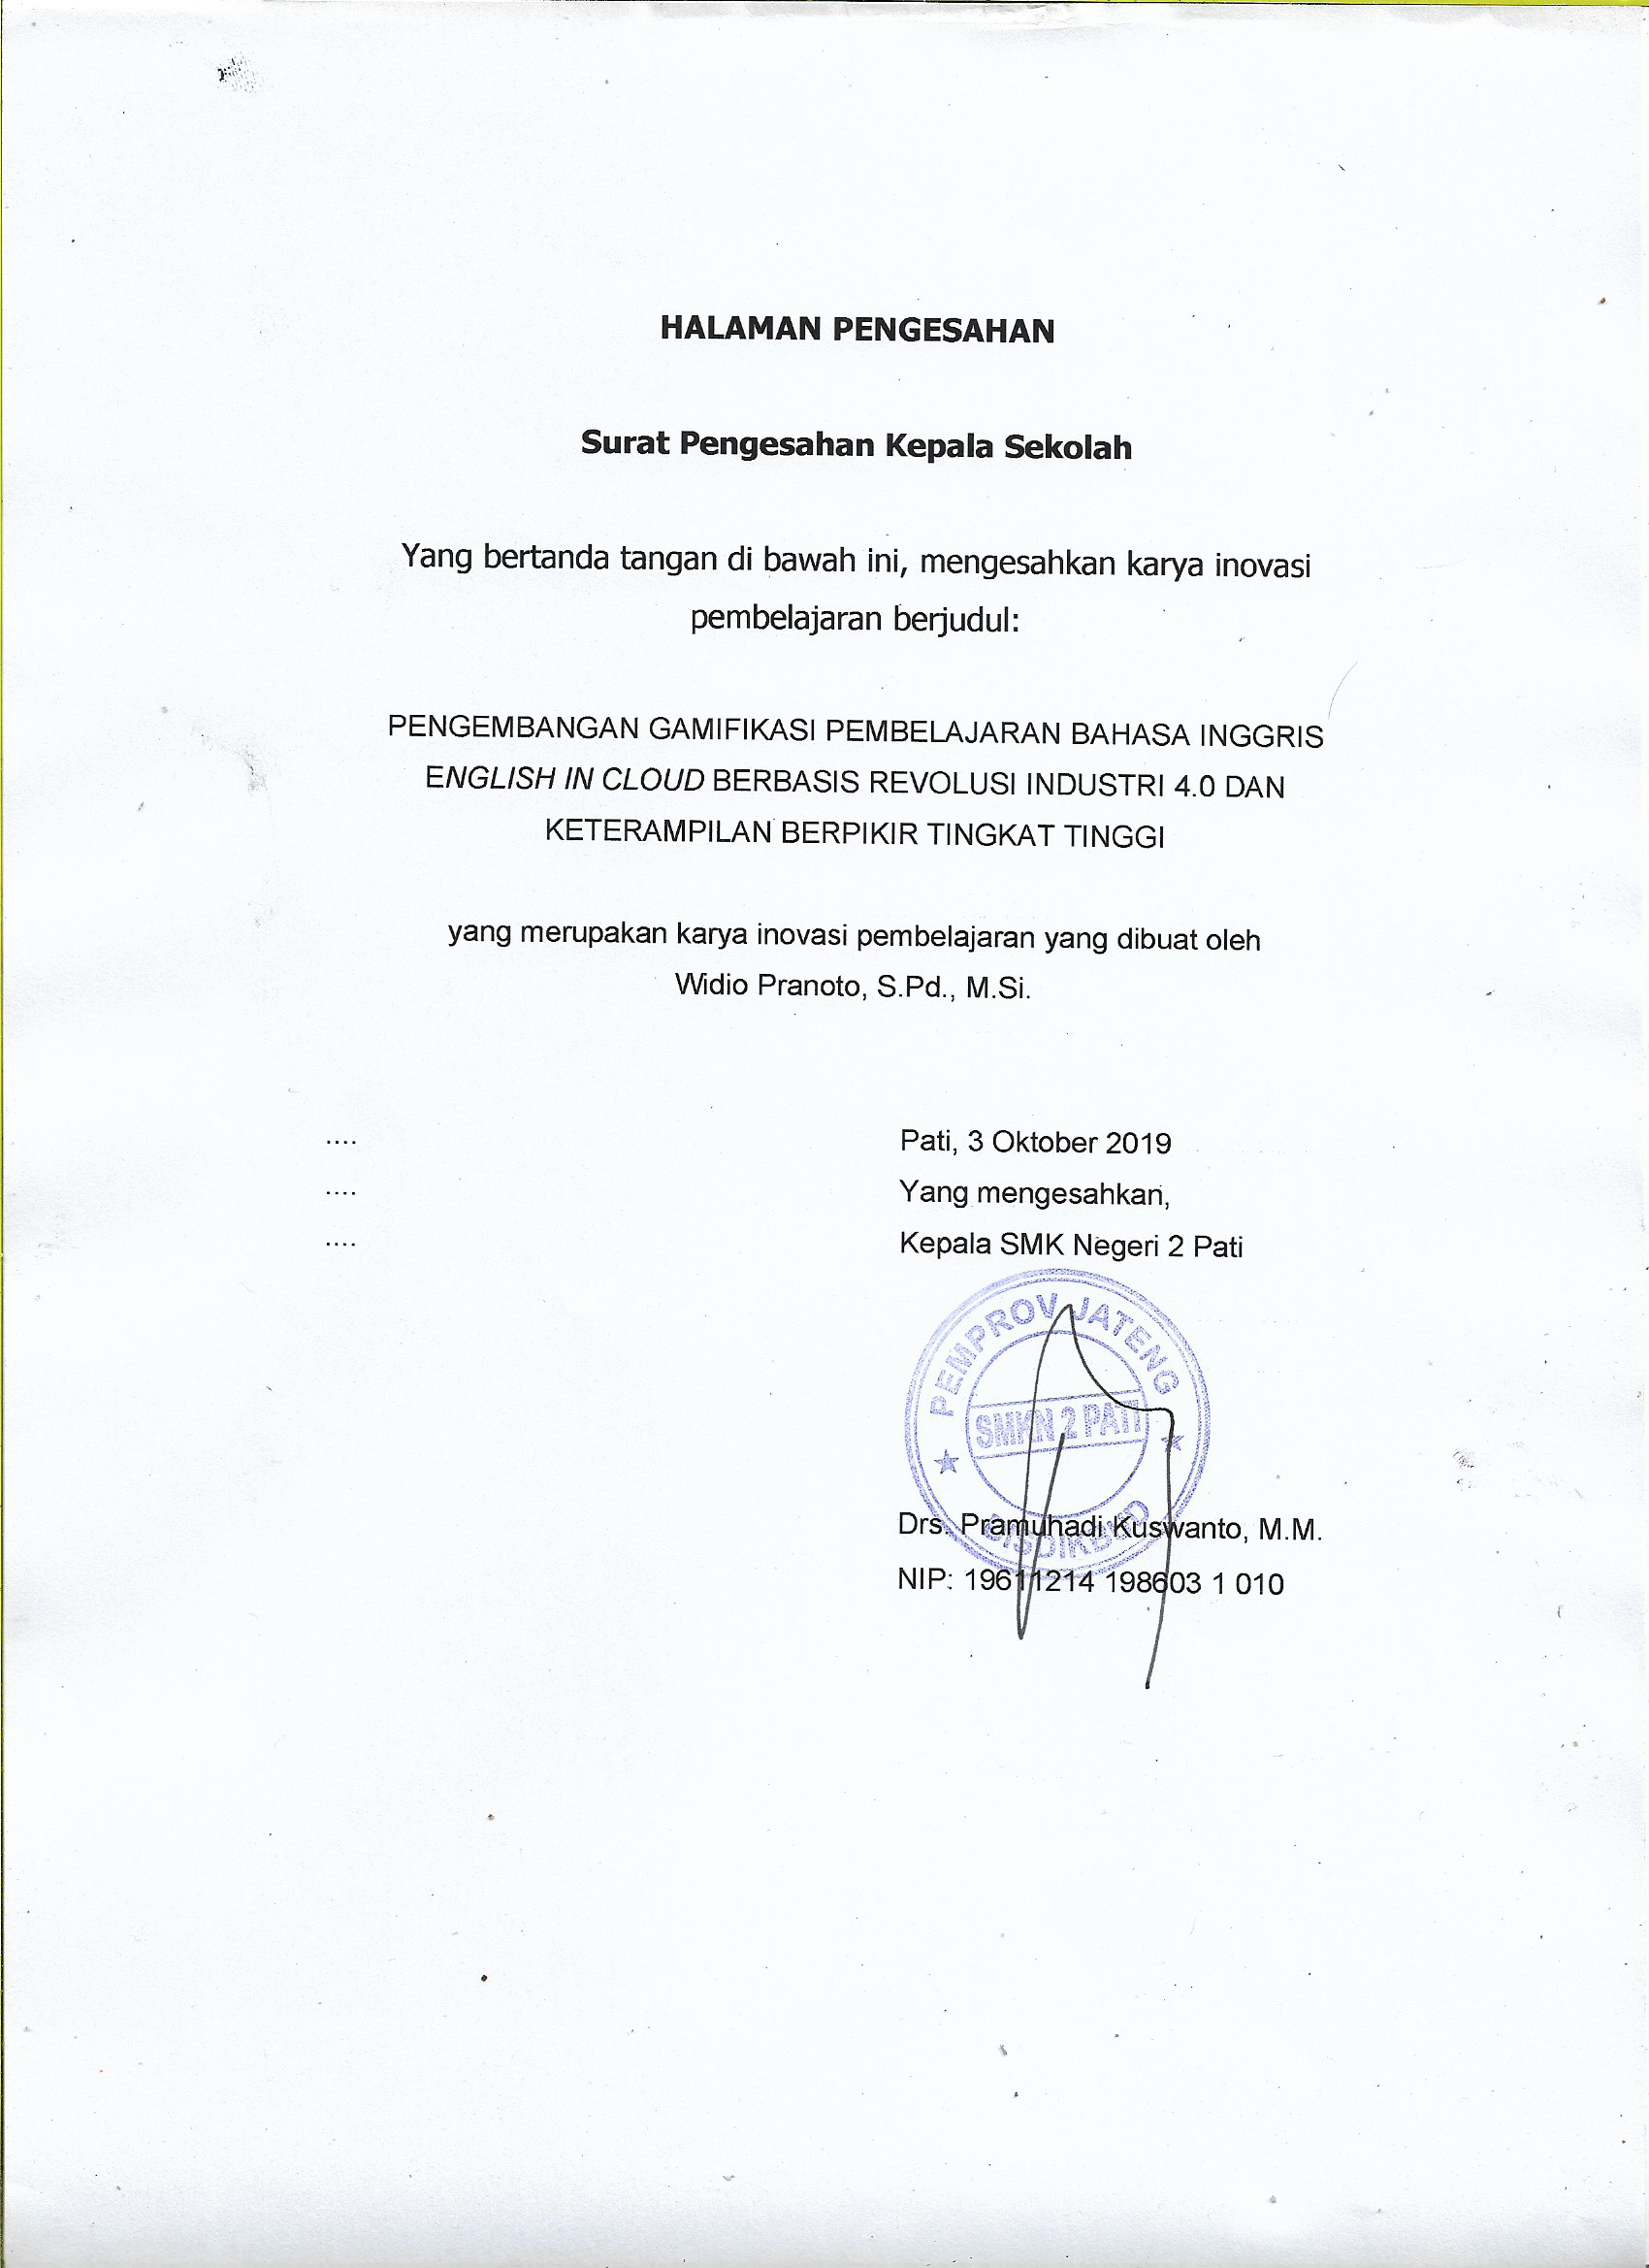 HALAMAN PENGESAHAN
Surat Pengesahan Kepala Sekolah
Yang bertanda tangan di bawah ini, mengesahkan karya inovasi
pembelajaran berjudul:
PENGEMBANGAN GAMIFIKASI PEMBELAJARAN BAHASA INGGRIS
ENGLISH IN CLOUD BERBASIS REVOLUSI INDUSTRI 4.0 DAN
KETERAMPILAN BERPIKIR TINGKAT TINGGI
yang merupakan karya inovasi pembelajaran yang dibuat oleh
Widio Pranoto, S.Pd., M.Si.
.... Pati, 3 Oktober 2019
.... Yang mengesahkan,
.... Kepala SMK Negeri 2 Pati
PEMPROV JATENG
SMKN 2 PATI
DISDIKBUD
Drs. Pramuhadi Kuswanto, M.M.
NIP: 19611214 198603 1 010